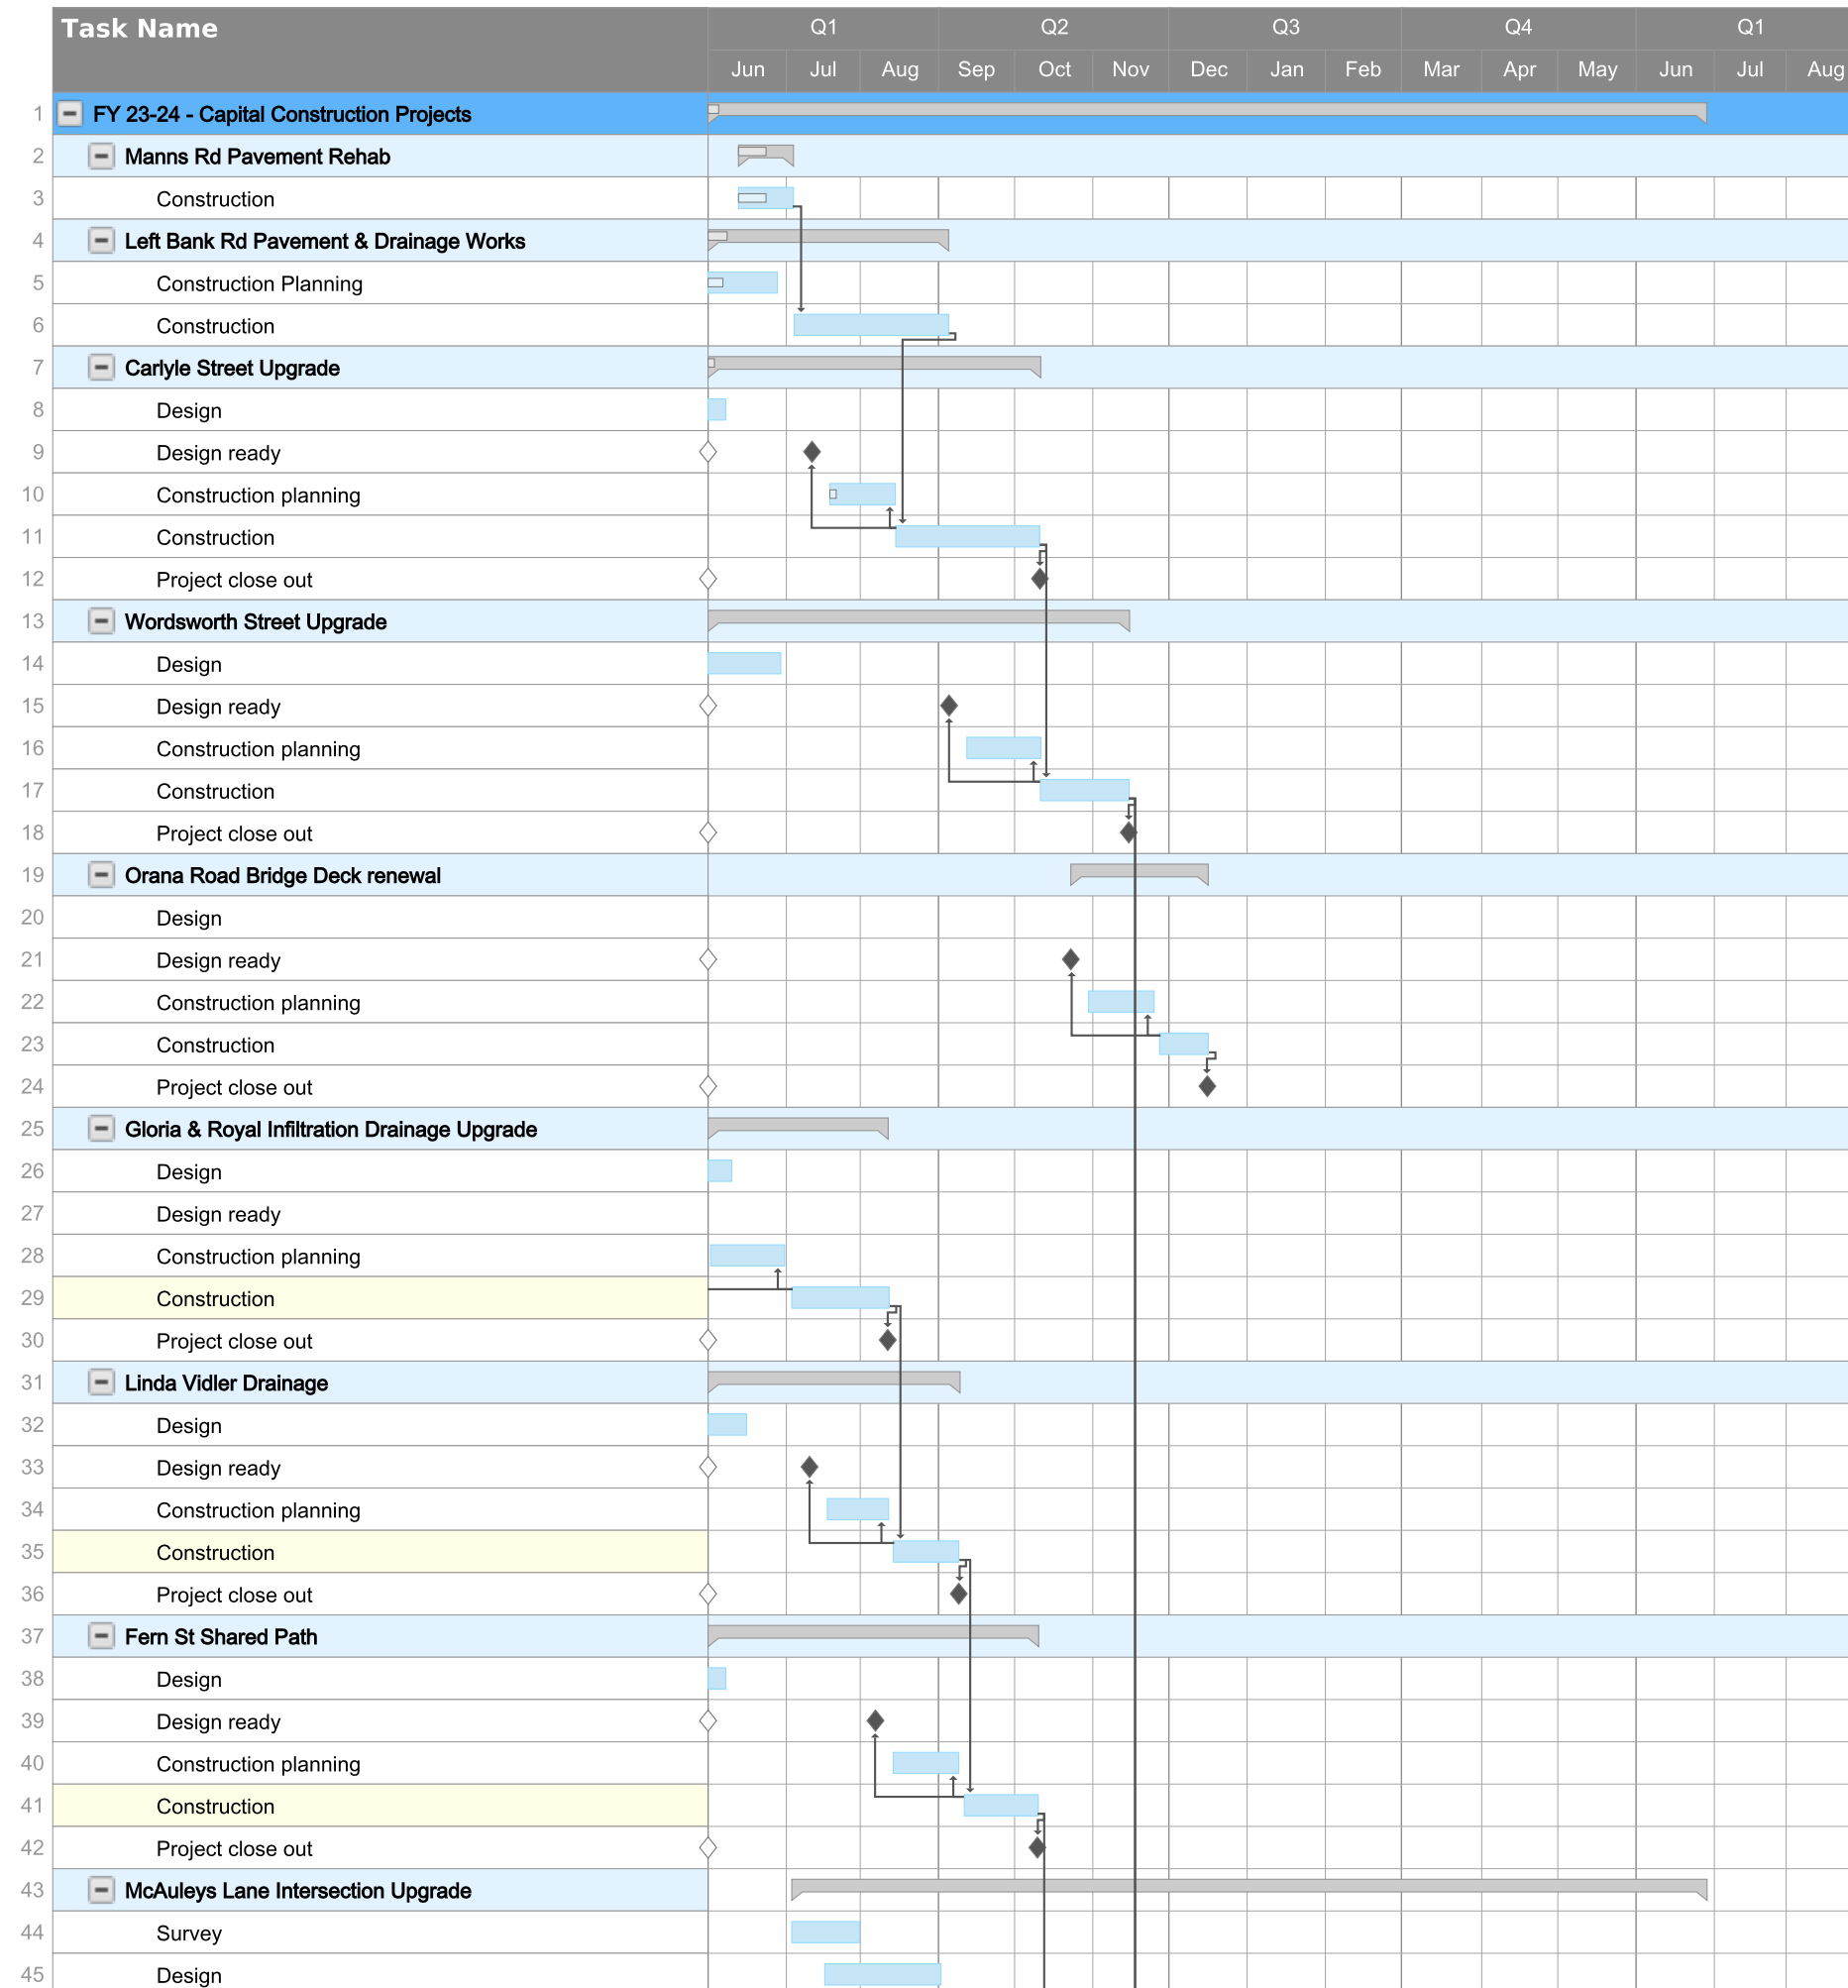 Task Name
Q1 Q2 Q3 Q4 Q1
Jun Jul Aug Sep Oct Nov Dec Jan Feb Mar Apr May Jun Jul Aug
1 FY 23-24 - Capital Construction Projects
2 Manns Rd Pavement Rehab
3 Construction
4 Left Bank Rd Pavement & Drainage Works
5 Construction Planning
6 Construction
7 Carlyle Street Upgrade
8 Design
9 Design ready
10 Construction planning
11 Construction
12 Project close out
13 Wordsworth Street Upgrade
14 Design
15 Design ready
16 Construction planning
17 Construction
18 Project close out
19 Orana Road Bridge Deck renewal
20 Design
21 Design ready
22 Construction planning
23 Construction
24 Project close out
25 Gloria & Royal Infiltration Drainage Upgrade
26 Design
27 Design ready
28 Construction planning
29 Construction
30 Project close out
31 Linda Vidler Drainage
32 Design
33 Design ready
34 Construction planning
35 Construction
36 Project close out
37 Fern St Shared Path
38 Design
39 Design ready
40 Construction planning
41 Construction
42 Project close out
43 McAuleys Lane Intersection Upgrade
44 Survey
45 Design